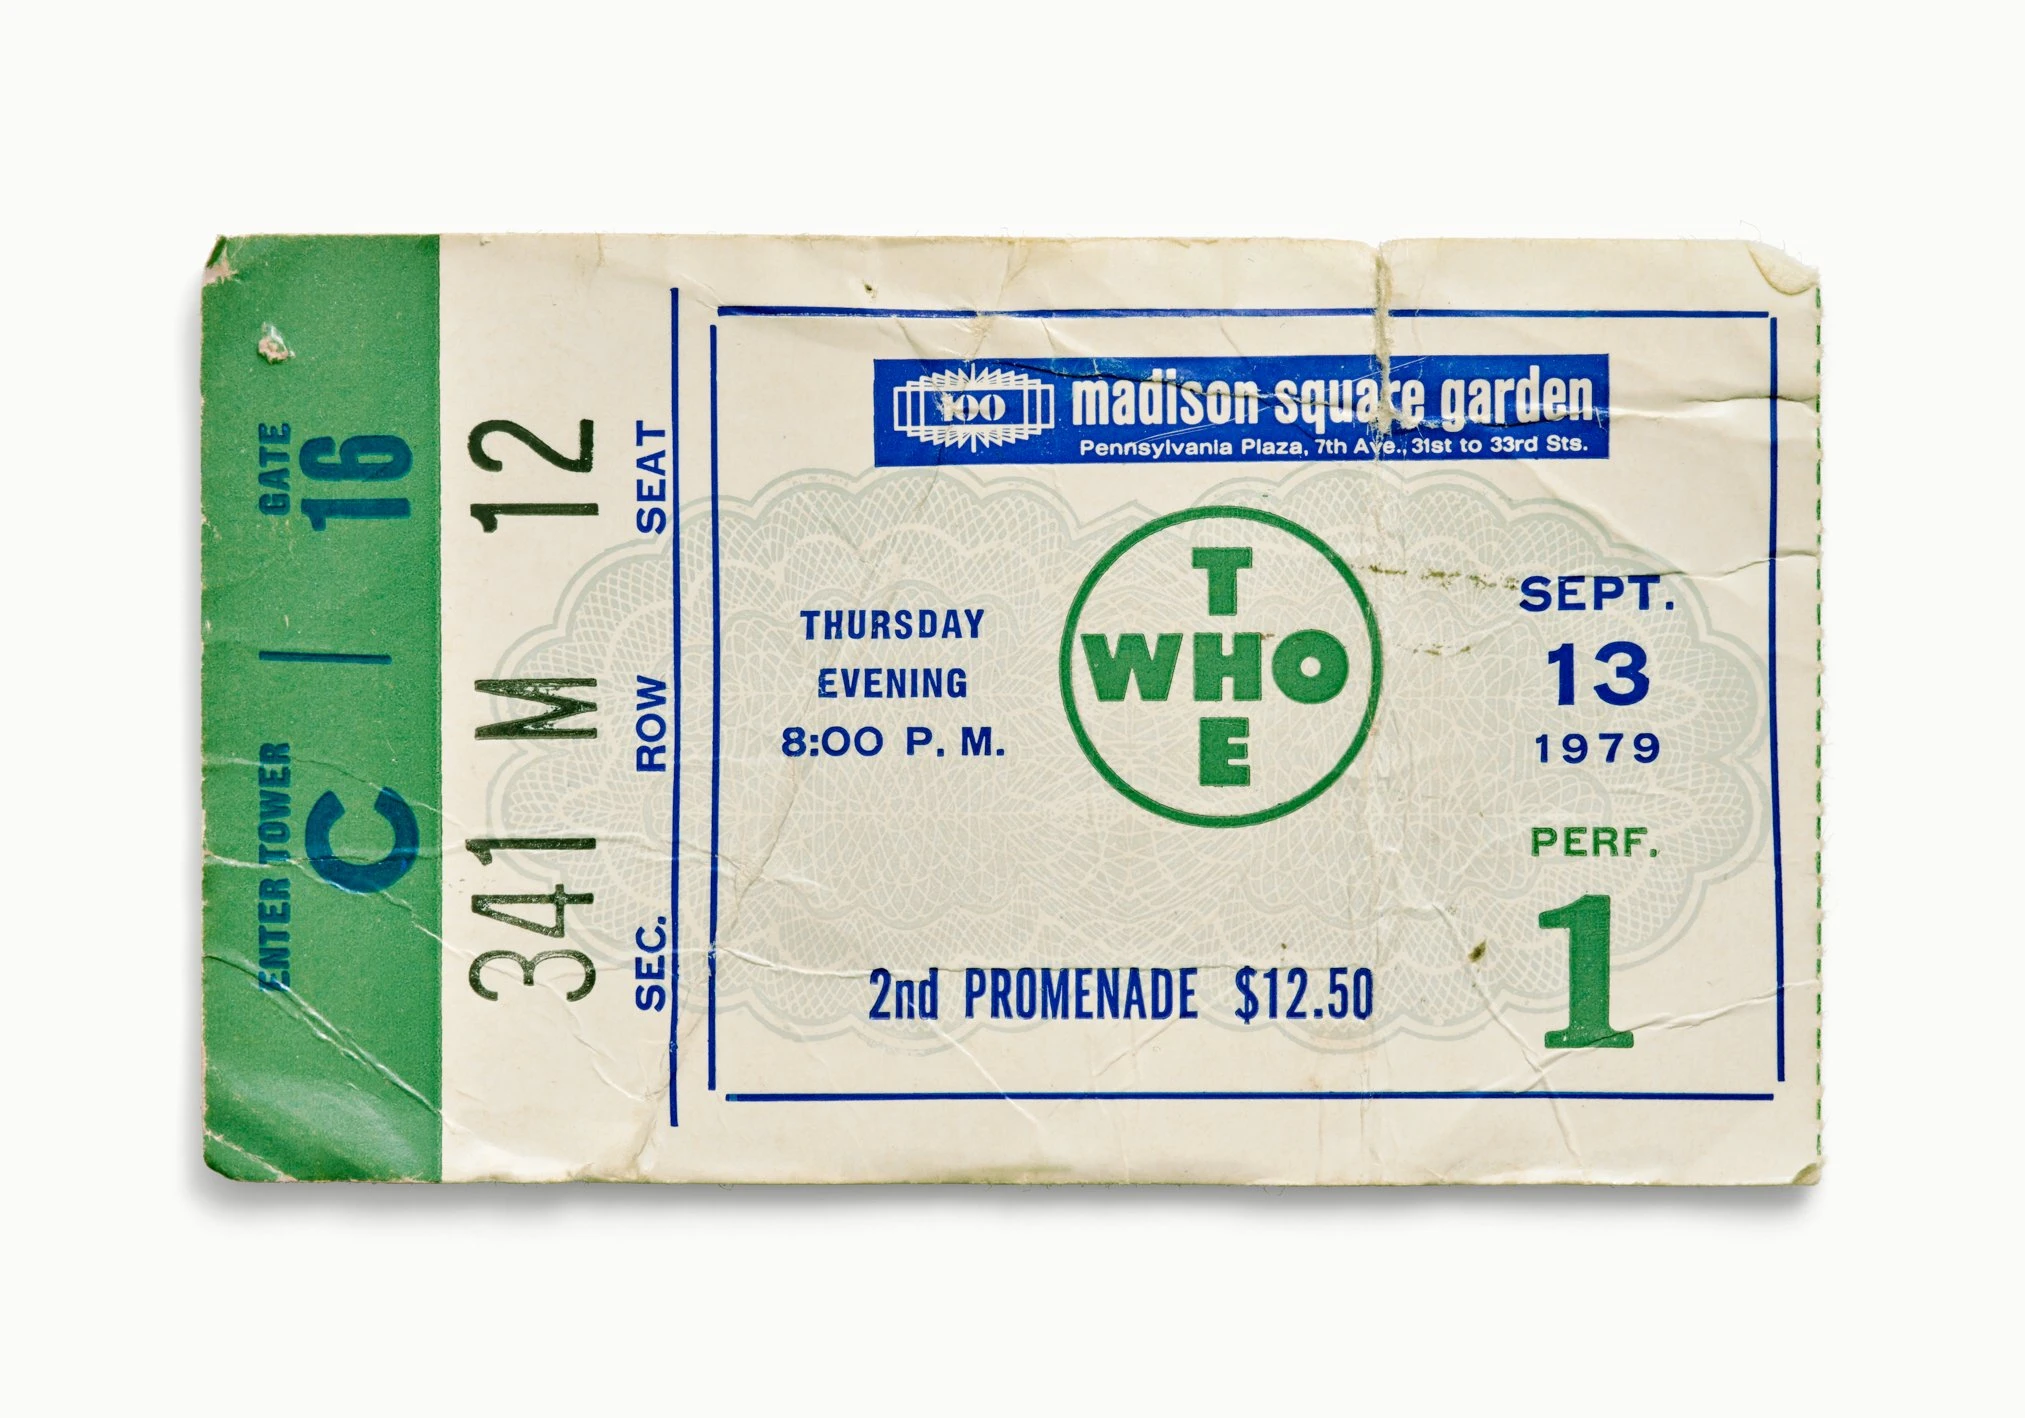 ENTER TOWER | GATE
C 16
341 M 12
SEC. ROW SEAT
100
madison square garden
Pennsylvania Plaza, 7th Ave., 31st to 33rd Sts.
THURSDAY
EVENING
8:00 P. M.
T
WHO
E
SEPT.
13
1979
PERF.
1
2nd PROMENADE $12.50